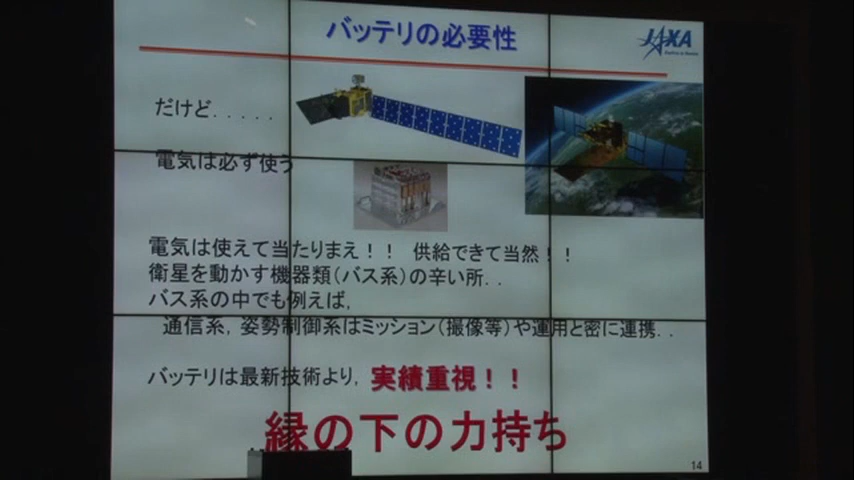 バッテリの必要性
JAXA
だけど．．．．．
電気は必ず使う
電気は使えて当たりまえ！！ 供給できて当然！！
衛星を動かす機器類（バス系）の辛い所．．
バス系の中でも例えば，
通信系，姿勢制御系はミッション（撮像等）や運用と密に連携．．
バッテリは最新技術より，実績重視！！
縁の下の力持ち
14